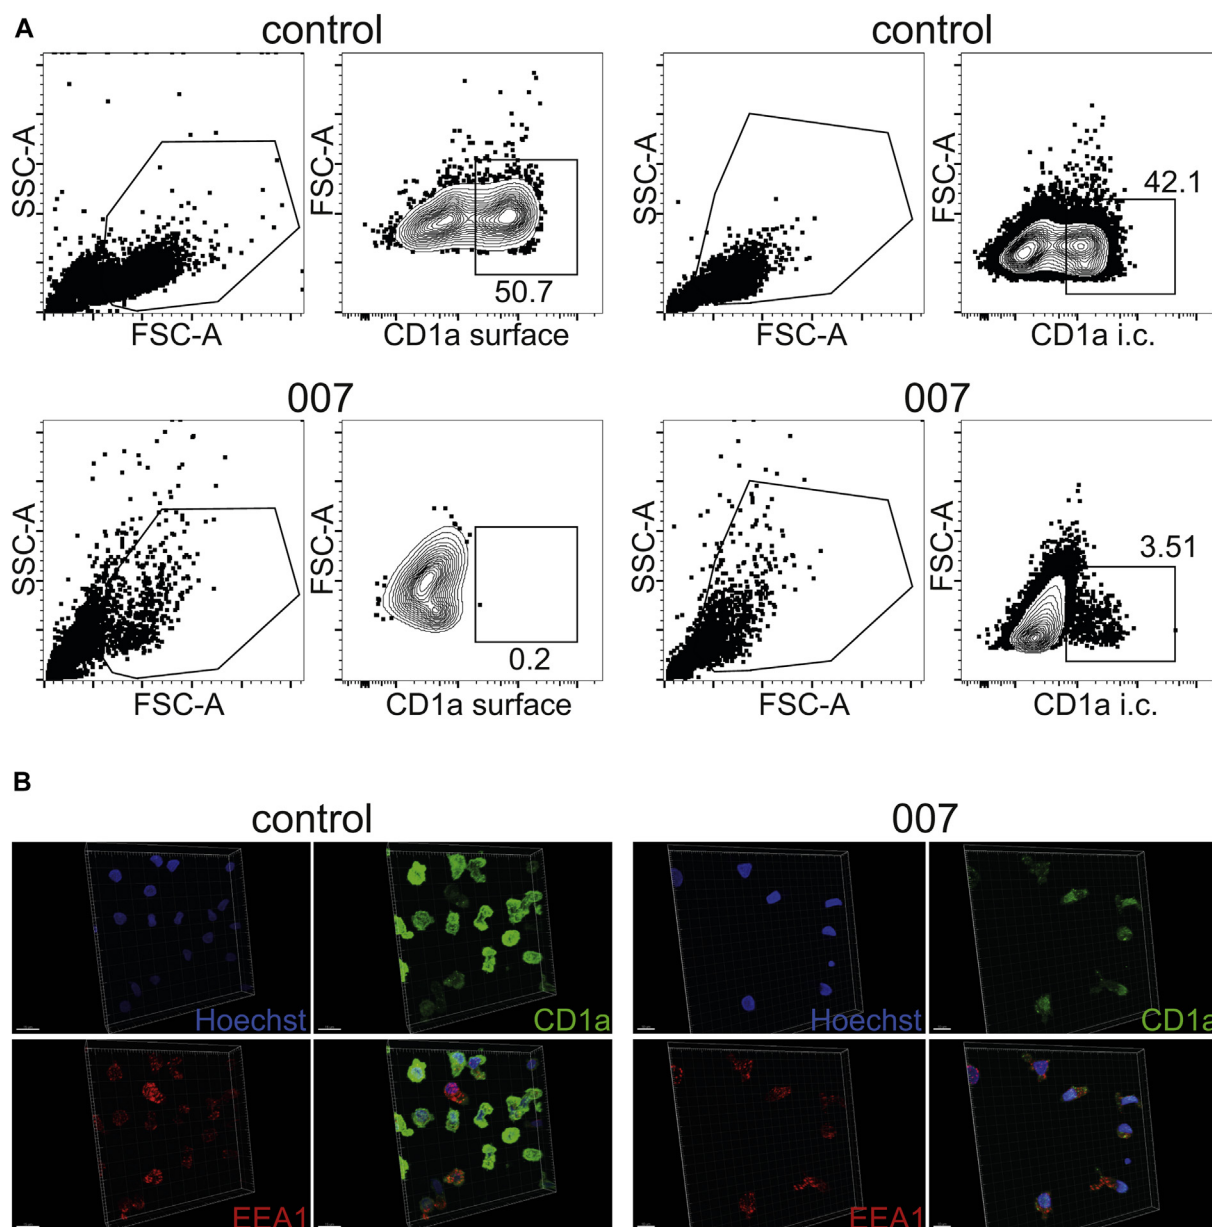 A
control
control
SSC-A
FSC-A
FSC-A
CD1a surface
50.7
SSC-A
FSC-A
FSC-A
CD1a i.c.
42.1
007
007
SSC-A
FSC-A
FSC-A
CD1a surface
0.2
SSC-A
FSC-A
FSC-A
CD1a i.c.
3.51
B
control
007
Hoechst
CD1a
Hoechst
CD1a
EEA1
EEA1